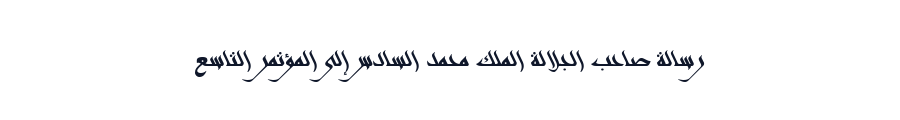 رسالة صاحب الجلالة الملك محمد السادس إلى المؤتمر التاسع